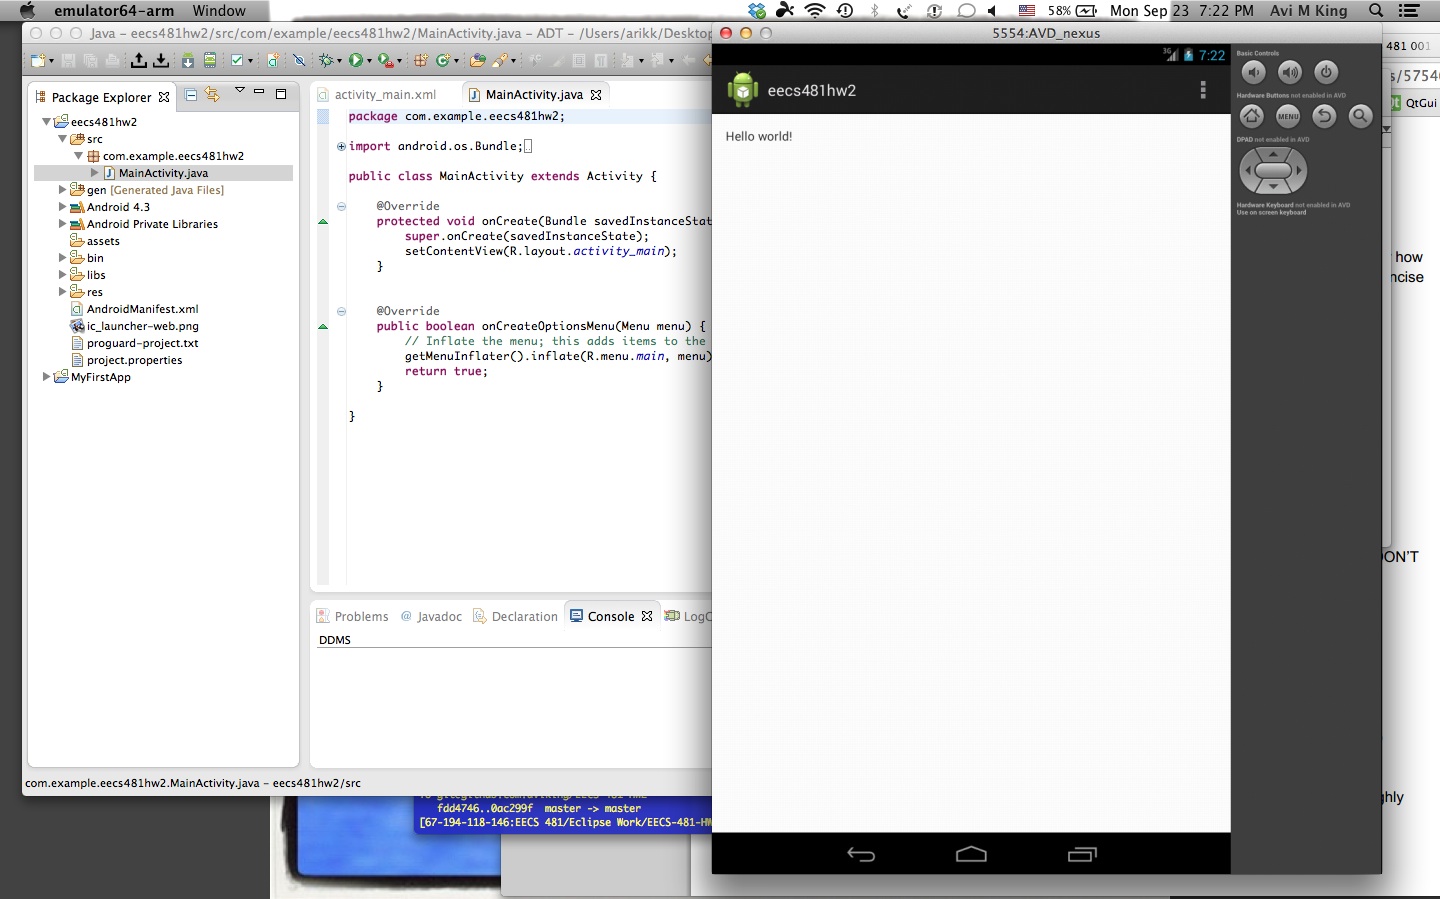 emulator64-arm Window
58% Mon Sep 23 7:22 PM Avi M King
Java – eecs481hw2/src/com/example/eecs481hw2/MainActivity.java – ADT – /Users/arikk/Desktop
Package Explorer
eecs481hw2
src
com.example.eecs481hw2
MainActivity.java
gen [Generated Java Files]
Android 4.3
Android Private Libraries
assets
bin
libs
res
AndroidManifest.xml
ic_launcher-web.png
proguard-project.txt
project.properties
MyFirstApp
activity_main.xml MainActivity.java
package com.example.eecs481hw2;
import android.os.Bundle;
public class MainActivity extends Activity {
@Override
protected void onCreate(Bundle savedInstanceStat
super.onCreate(savedInstanceState);
setContentView(R.layout.activity_main);
}
@Override
public boolean onCreateOptionsMenu(Menu menu) {
// Inflate the menu; this adds items to the
getMenuInflater().inflate(R.menu.main, menu)
return true;
}
}
Problems Javadoc Declaration Console LogC
DDMS
com.example.eecs481hw2.MainActivity.java – eecs481hw2/src
fdd4746..0ac299f master -> master
[67-194-118-146:EECS 481/Eclipse Work/EECS-481-HW
5554:AVD_nexus
3G 7:22
eecs481hw2
Hello world!
Basic Controls
Hardware Buttons not enabled in AVD
MENU
DPAD not enabled in AVD
Hardware Keyboard not enabled in AVD
Use on screen keyboard
481 001
s/5754
QtGui
how
ncise
ON'T
ghly